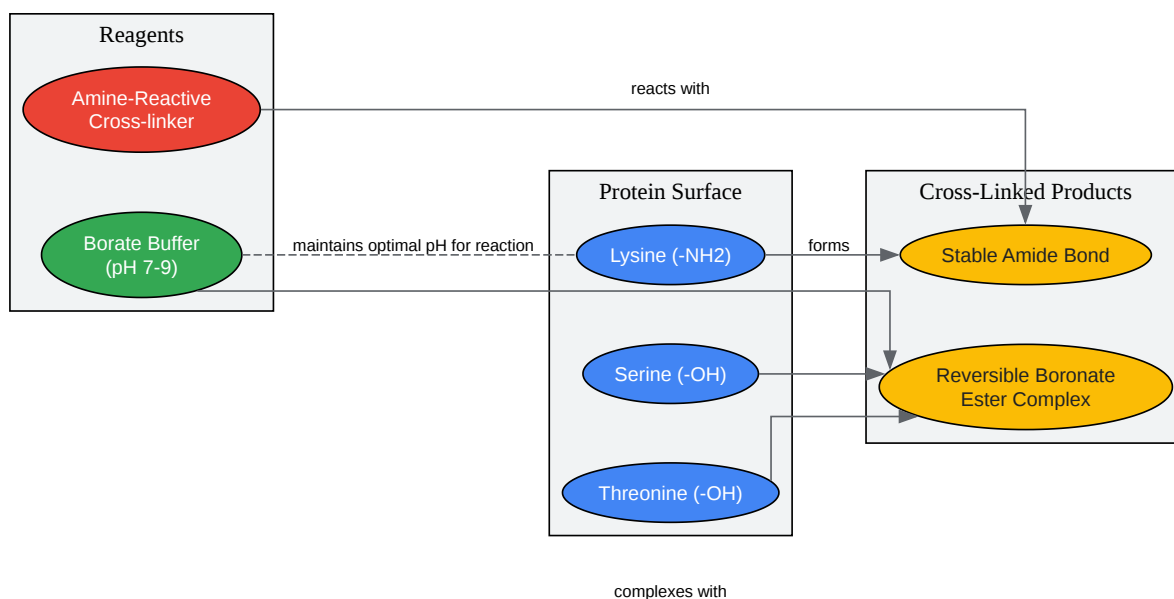 Reagents
Amine-Reactive
Cross-linker
reacts with
Borate Buffer
(pH 7-9)
maintains optimal pH for reaction
Protein Surface
Lysine (-NH2)
forms
Serine (-OH)
Threonine (-OH)
Cross-Linked Products
Stable Amide Bond
Reversible Boronate
Ester Complex
complexes with